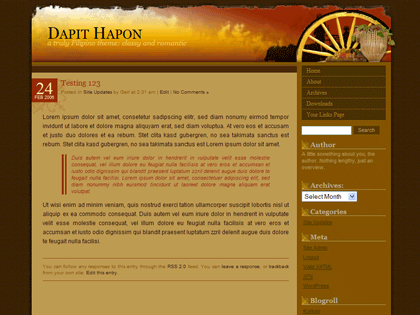 DAPIT HAPON
a truly Filipino theme: classy and romantic
24
FEB 2008
Testing 123
Posted in Site Updates by Gail at 2:31 am | Edit | No Comments »
Lorem ipsum dolor sit amet, consetetur sadipscing elitr, sed diam nonumy eirmod tempor
invidunt ut labore et dolore magna aliquyam erat, sed diam voluptua. At vero eos et accusam
et justo duo dolores et ea rebum. Stet clita kasd gubergren, no sea takimata sanctus est
rebum. Stet clita kasd gubergren, no sea takimata sanctus est Lorem ipsum dolor sit amet.
Duis autem vel eum iriure dolor in hendrerit in vulputate velit esse molestie
consequat, vel illum dolore eu feugiat nulla facilisis at vero eros et accumsan et
iusto odio dignissim qui blandit praesent luptatum zzril delenit augue duis dolore
te feugait nulla facilisi. Lorem ipsum dolor sit amet, consectetuer adipiscing elit, sed
diam nonummy nibh euismod tincidunt ut laoreet dolore magna aliquam erat
volutpat.
Ut wisi enim ad minim veniam, quis nostrud exerci tation ullamcorper suscipit lobortis nisl ut
aliquip ex ea commodo consequat. Duis autem vel eum iriure dolor in hendrerit in vulputate
velit esse molestie consequat, vel illum dolore eu feugiat nulla facilisis at vero eros et
accumsan et iusto odio dignissim qui blandit praesent luptatum zzril delenit augue duis dolore
te feugait nulla facilisi.
You can follow any responses to this entry through the RSS 2.0 feed. You can leave a response, or trackback
from your own site. Edit this entry.
Home
About
Archives
Downloads
Your Links Page
Search
Author
A little something about you, the
author. Nothing lengthy, just an
overview.
Archives:
Select Month
Categories
Site Updates
Meta
Site Admin
Logout
Valid XHTML
XFN
WordPress
Blogroll